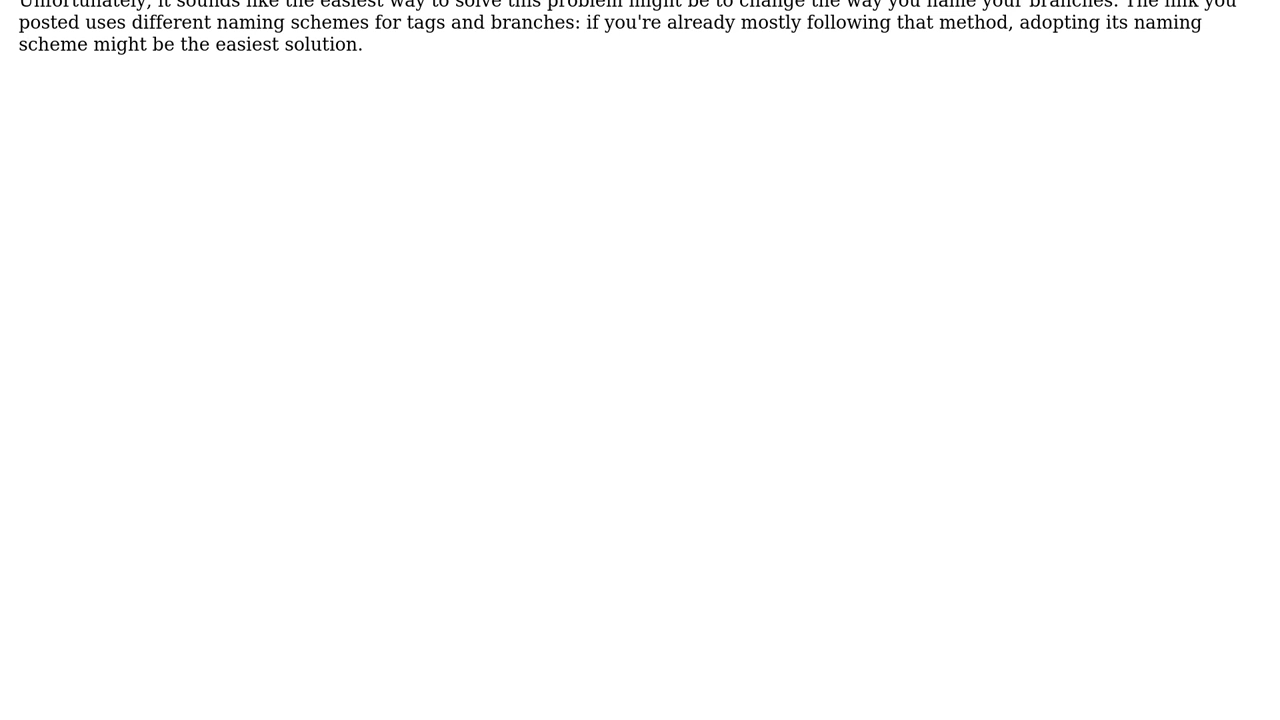 Unfortunately, it sounds like the easiest way to solve this problem might be to change the way you name your branches. The link you
posted uses different naming schemes for tags and branches: if you're already mostly following that method, adopting its naming
scheme might be the easiest solution.